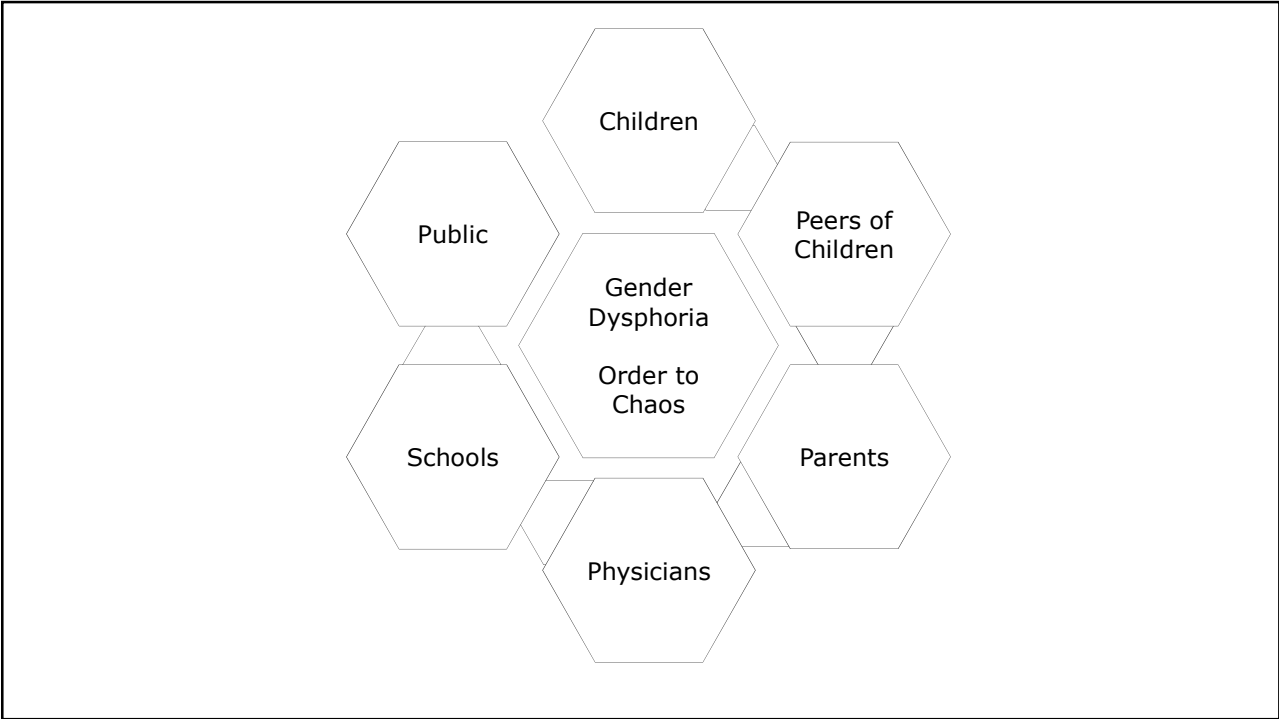 Children
Public
Peers of
Children
Gender
Dysphoria
Order to
Chaos
Schools
Parents
Physicians